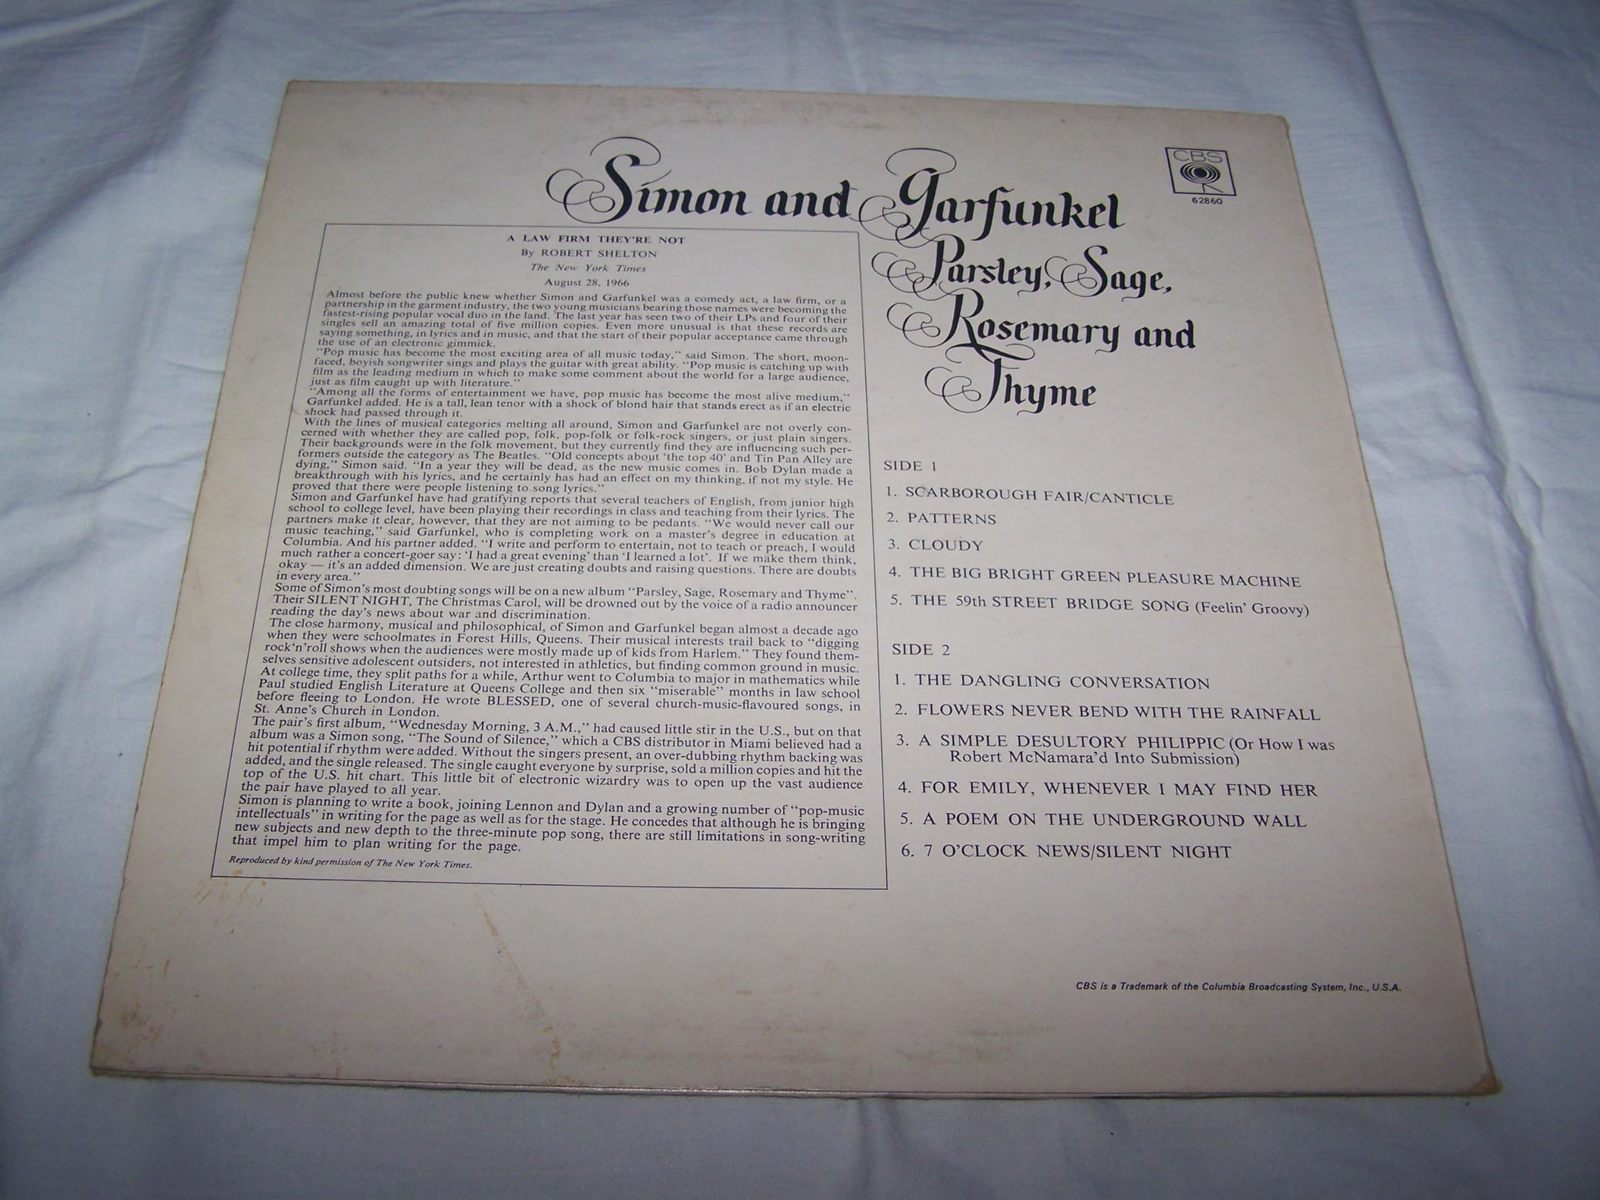 Simon and Garfunkel
Parsley, Sage,
Rosemary and
Thyme
CBS
62860
A LAW FIRM THEY'RE NOT
By ROBERT SHELTON
The New York Times
August 28, 1966
Almost before the public knew whether Simon and Garfunkel was a comedy act, a law firm, or a
partnership in the garment industry, the two young musicians bearing those names were becoming the
fastest-rising popular vocal duo in the land. The last year has seen two of their LPs and four of their
singles sell an amazing total of five million copies. Even more unusual is that these records are
saying something, in lyrics and in music, and that the start of their popular acceptance came through
the use of an electronic gimmick.
"Pop music has become the most exciting area of all music today," said Simon. The short, moon-
faced, boyish songwriter sings and plays the guitar with great ability. "Pop music is catching up with
film as the leading medium in which to make some comment about the world for a large audience,
just as film caught up with literature."
"Among all the forms of entertainment we have, pop music has become the most alive medium,"
Garfunkel added. He is a tall, lean tenor with a shock of blond hair that stands erect as if an electric
shock had passed through it.
With the lines of musical categories melting all around, Simon and Garfunkel are not overly con-
cerned with whether they are called pop, folk, pop-folk or folk-rock singers, or just plain singers.
Their backgrounds were in the folk movement, but they currently find they are influencing such per-
formers outside the category as The Beatles. "Old concepts about 'the top 40' and Tin Pan Alley are
dying," Simon said. "In a year they will be dead, as the new music comes in. Bob Dylan made a
breakthrough with his lyrics, and he certainly has had an effect on my thinking, if not my style. He
proved that there were people listening to song lyrics."
Simon and Garfunkel have had gratifying reports that several teachers of English, from junior high
school to college level, have been playing their recordings in class and teaching from their lyrics. The
partners make it clear, however, that they are not aiming to be pedants. "We would never call our
music teaching," said Garfunkel, who is completing work on a master's degree in education at
Columbia. And his partner added. "I write and perform to entertain, not to teach or preach, I would
much rather a concert-goer say: 'I had a great evening' than 'I learned a lot'. If we make them think,
okay — it's an added dimension. We are just creating doubts and raising questions. There are doubts
in every area."
Some of Simon's most doubting songs will be on a new album "Parsley, Sage, Rosemary and Thyme".
Their SILENT NIGHT, The Christmas Carol, will be drowned out by the voice of a radio announcer
reading the day's news about war and discrimination.
The close harmony, musical and philosophical, of Simon and Garfunkel began almost a decade ago
when they were schoolmates in Forest Hills, Queens. Their musical interests trail back to "digging
rock'n'roll shows when the audiences were mostly made up of kids from Harlem." They found them-
selves sensitive adolescent outsiders, not interested in athletics, but finding common ground in music.
At college time, they split paths for a while, Arthur went to Columbia to major in mathematics while
Paul studied English Literature at Queens College and then six "miserable" months in law school
before fleeing to London. He wrote BLESSED, one of several church-music-flavoured songs, in
St. Anne's Church in London.
The pair's first album, "Wednesday Morning, 3 A.M.," had caused little stir in the U.S., but on that
album was a Simon song, "The Sound of Silence," which a CBS distributor in Miami believed had a
hit potential if rhythm were added. Without the singers present, an over-dubbing rhythm backing was
added, and the single released. The single caught everyone by surprise, sold a million copies and hit the
top of the U.S. hit chart. This little bit of electronic wizardry was to open up the vast audience
the pair have played to all year.
Simon is planning to write a book, joining Lennon and Dylan and a growing number of "pop-music
intellectuals" in writing for the page as well as for the stage. He concedes that although he is bringing
new subjects and new depth to the three-minute pop song, there are still limitations in song-writing
that impel him to plan writing for the page.
Reproduced by kind permission of The New York Times.
SIDE 1
1. SCARBOROUGH FAIR/CANTICLE
2. PATTERNS
3. CLOUDY
4. THE BIG BRIGHT GREEN PLEASURE MACHINE
5. THE 59th STREET BRIDGE SONG (Feelin' Groovy)
SIDE 2
1. THE DANGLING CONVERSATION
2. FLOWERS NEVER BEND WITH THE RAINFALL
3. A SIMPLE DESULTORY PHILIPPIC (Or How I was
Robert McNamara'd Into Submission)
4. FOR EMILY, WHENEVER I MAY FIND HER
5. A POEM ON THE UNDERGROUND WALL
6. 7 O'CLOCK NEWS/SILENT NIGHT
CBS is a Trademark of the Columbia Broadcasting System, Inc., U.S.A.